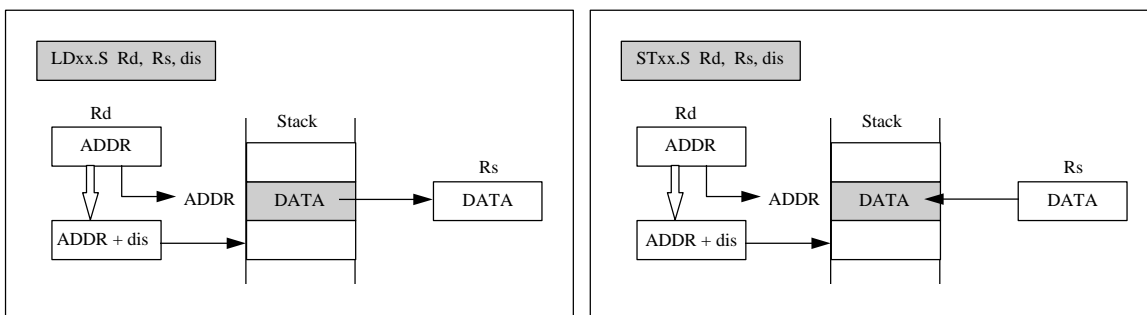 LDxx.S Rd, Rs, dis
Rd
Stack
ADDR
Rs
ADDR
DATA
DATA
ADDR + dis
STxx.S Rd, Rs, dis
Rd
Stack
ADDR
Rs
ADDR
DATA
DATA
ADDR + dis